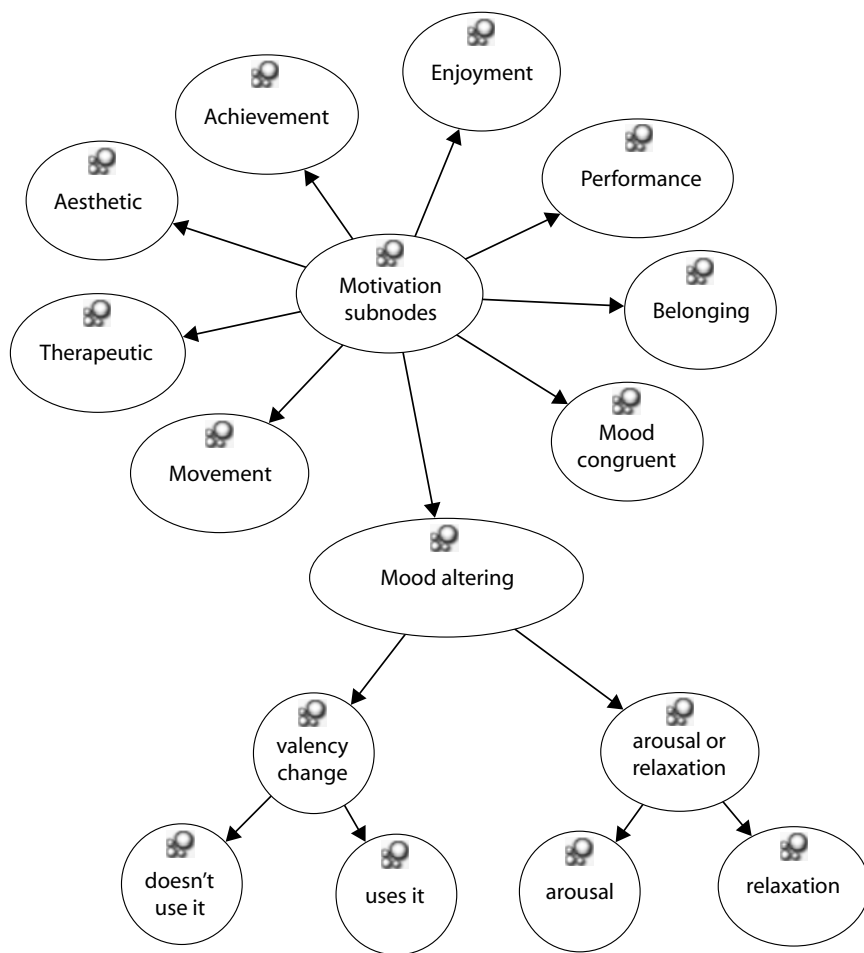 Enjoyment
Achievement
Performance
Aesthetic
Motivation
subnodes
Belonging
Therapeutic
Mood
congruent
Movement
Mood altering
valency
change
arousal or
relaxation
doesn't
use it
uses it
arousal
relaxation